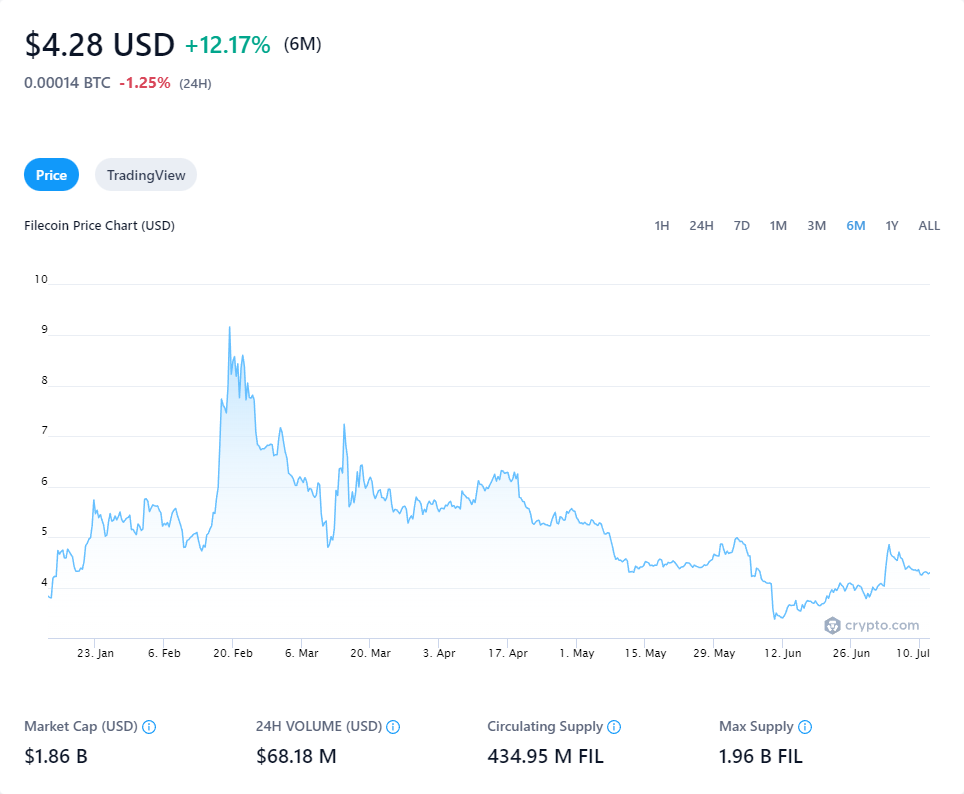 $4.28 USD +12.17% (6M)
0.00014 BTC -1.25% (24H)
Price TradingView
Filecoin Price Chart (USD) 1H 24H 7D 1M 3M 6M 1Y ALL
10
9
8
7
6
5
4
crypto.com
23. Jan 6. Feb 20. Feb 6. Mar 20. Mar 3. Apr 17. Apr 1. May 15. May 29. May 12. Jun 26. Jun 10. Jul
Market Cap (USD) 24H VOLUME (USD) Circulating Supply Max Supply
$1.86 B $68.18 M 434.95 M FIL 1.96 B FIL